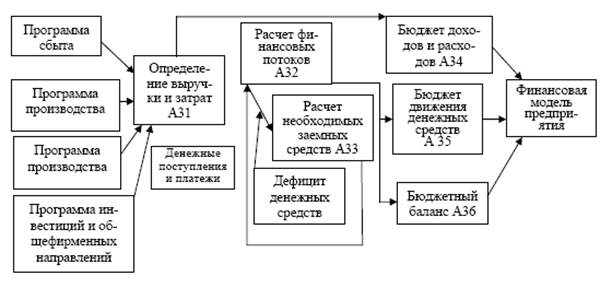 Программа
сбыта
Программа
производства
Программа
производства
Программа ин-
вестиций и об-
щефирменных
направлений
Определе-
ние выруч-
ки и затрат
А31
Денежные
поступления
и платежи
Расчет фи-
нансовых
потоков
А32
Расчет
необходимых
заемных
средств А33
Дефицит
денежных
средств
Бюджет дохо-
дов и расхо-
дов А34
Бюджет
движения
денежных
средств
А 35
Бюджетный
баланс А36
Финансовая
модель
предпри-
ятия